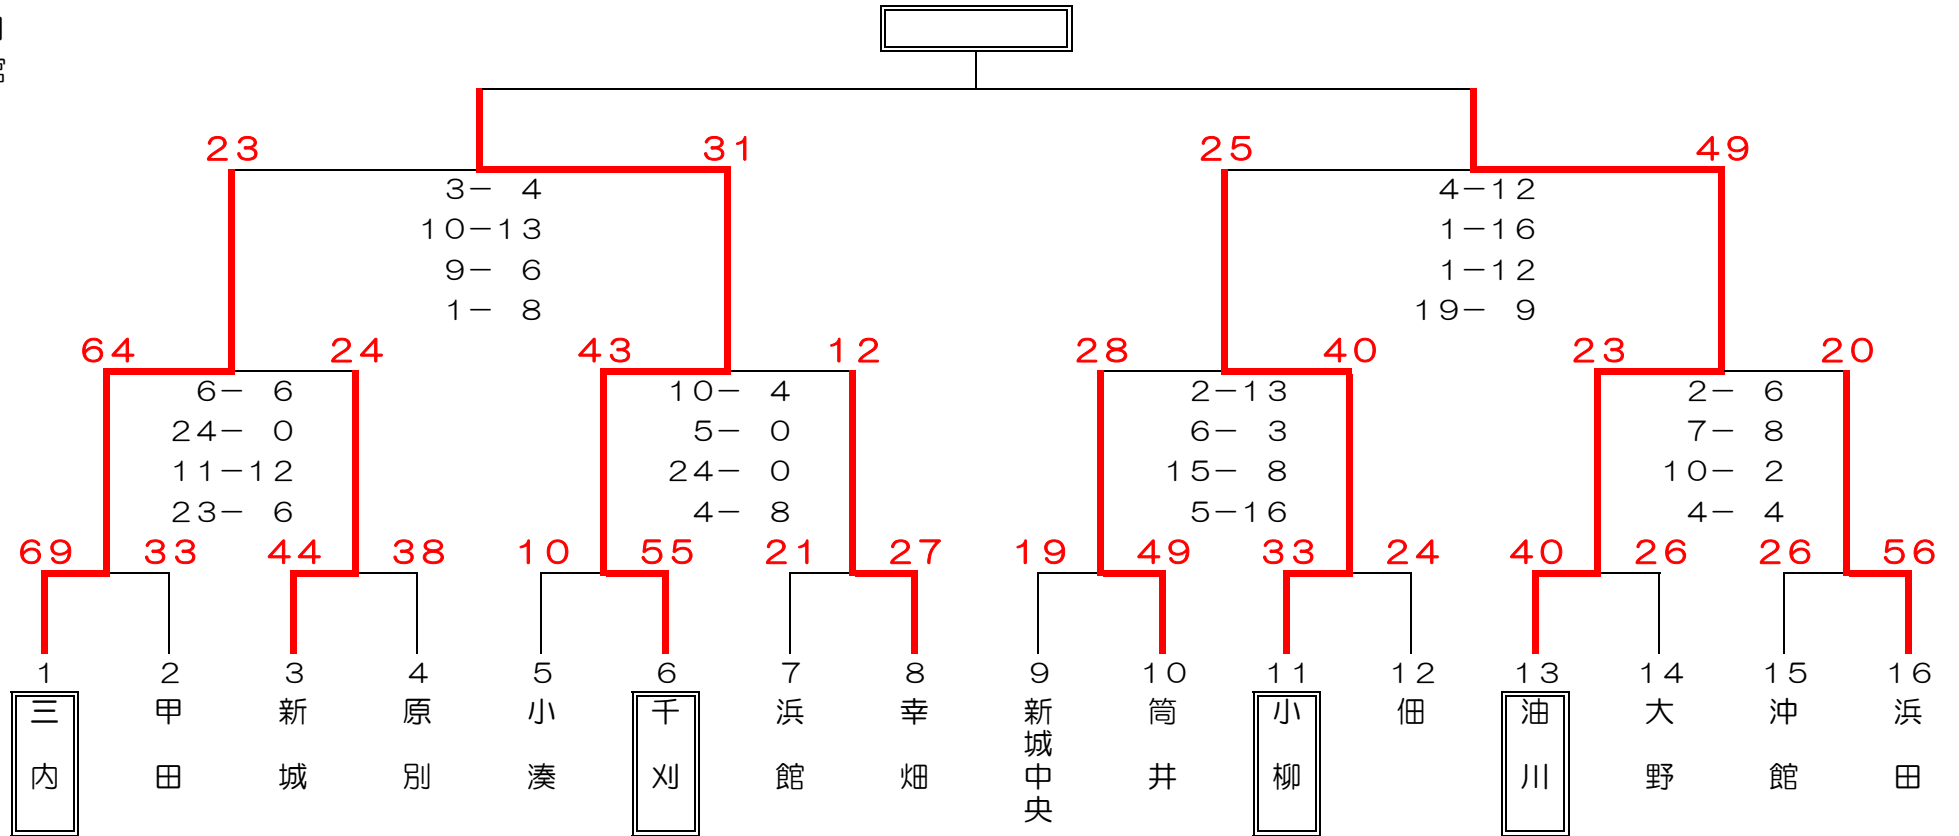 23 31 25 49
3− 4 4−12
10−13 1−16
9− 6 1−12
1− 8 19− 9
64 24 43 12 28 40 23 20
6− 6 10− 4 2−13 2− 6
24− 0 5− 0 6− 3 7− 8
11−12 24− 0 15− 8 10− 2
23− 6 4− 8 5−16 4− 4
69 33 44 38 10 55 21 27 19 49 33 24 40 26 26 56
1 2 3 4 5 6 7 8 9 10 11 12 13 14 15 16
三内
甲田
新城
原別
小湊
千刈
浜館
幸畑
新城中央
筒井
小柳
佃
油川
大野
沖館
浜田